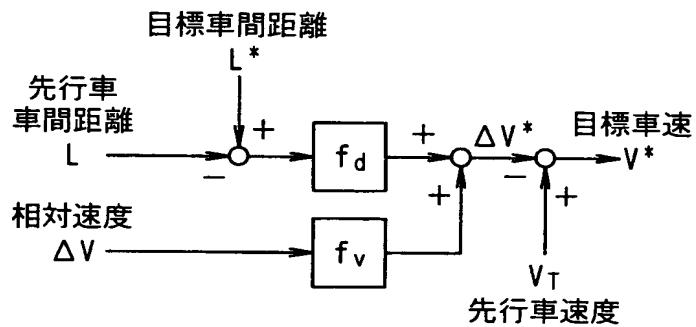 目標車間距離
L*
先行車
車間距離
L
+
−
fd
+
ΔV*
目標車速
V*
−
+
+
相対速度
ΔV
fv
VT
先行車速度